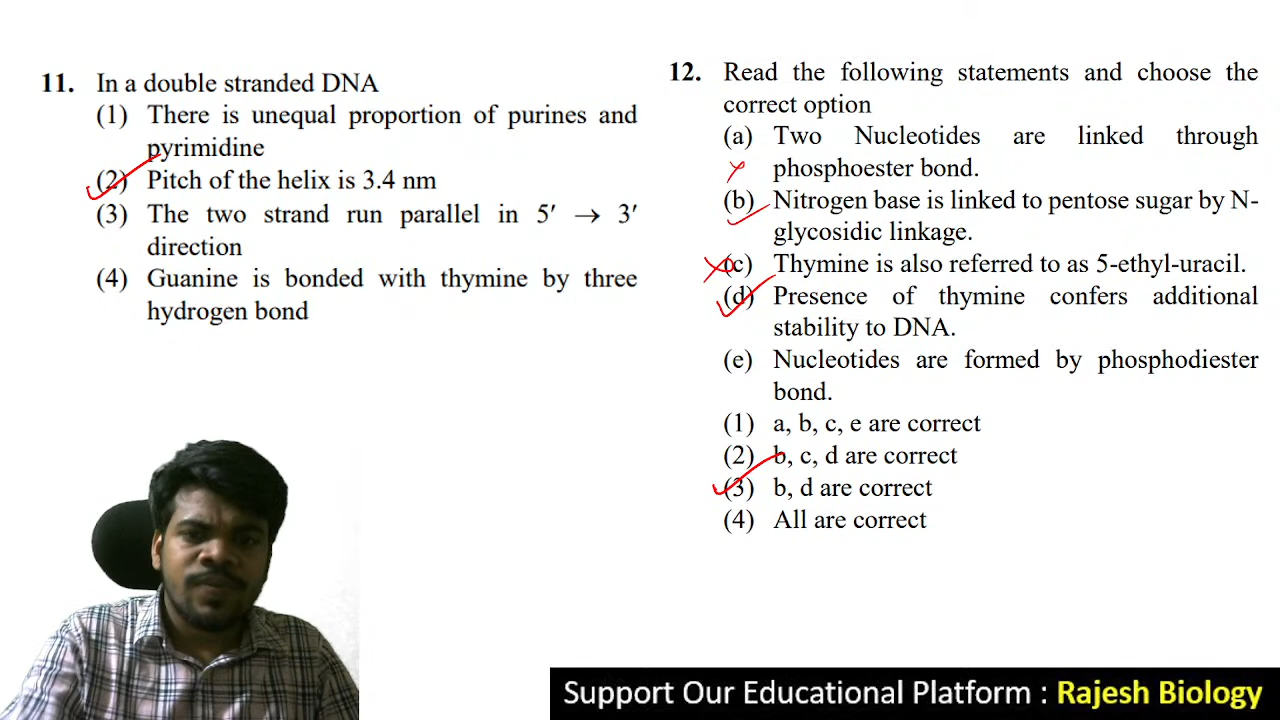 11. In a double stranded DNA
(1) There is unequal proportion of purines and
pyrimidine
(2) Pitch of the helix is 3.4 nm
(3) The two strand run parallel in 5′ → 3′
direction
(4) Guanine is bonded with thymine by three
hydrogen bond
12. Read the following statements and choose the
correct option
(a) Two Nucleotides are linked through
phosphoester bond.
(b) Nitrogen base is linked to pentose sugar by N-
glycosidic linkage.
(c) Thymine is also referred to as 5-ethyl-uracil.
(d) Presence of thymine confers additional
stability to DNA.
(e) Nucleotides are formed by phosphodiester
bond.
(1) a, b, c, e are correct
(2) b, c, d are correct
(3) b, d are correct
(4) All are correct
Support Our Educational Platform : Rajesh Biology